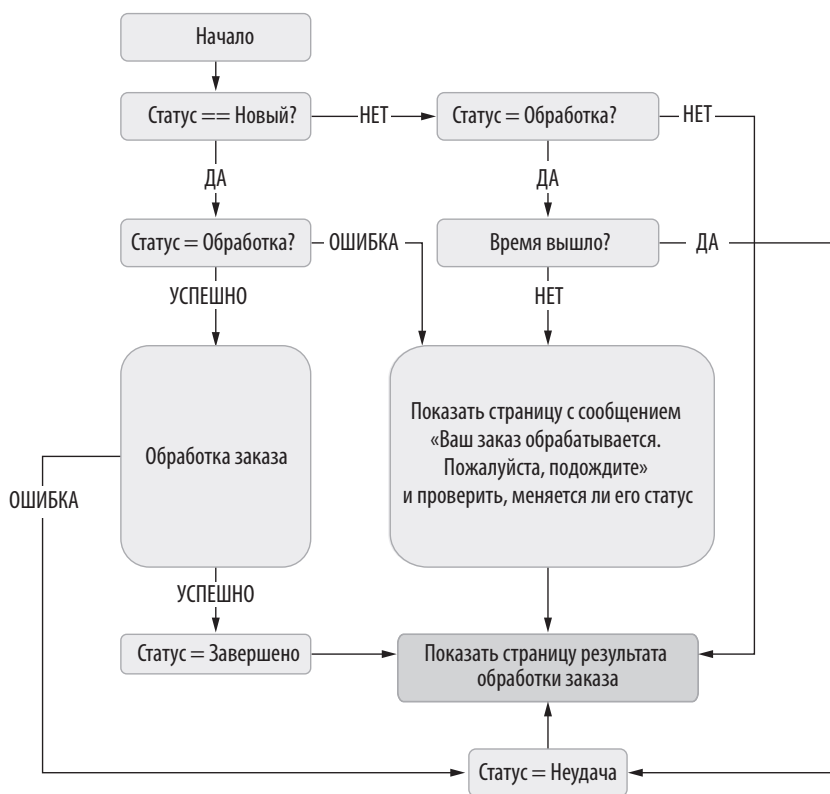 Начало
Статус == Новый?
НЕТ
Статус = Обработка?
НЕТ
ДА
ДА
Статус = Обработка?
ОШИБКА
Время вышло?
ДА
УСПЕШНО
НЕТ
Обработка заказа
Показать страницу с сообщением
«Ваш заказ обрабатывается.
Пожалуйста, подождите»
и проверить, меняется ли его статус
ОШИБКА
УСПЕШНО
Статус = Завершено
Показать страницу результата
обработки заказа
Статус = Неудача